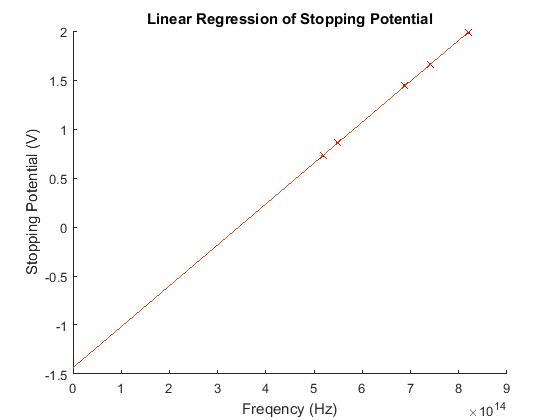 Linear Regression of Stopping Potential
Stopping Potential (V)
2
1.5
1
0.5
0
-0.5
-1
-1.5
0 1 2 3 4 5 6 7 8 9
×10^14
Freqency (Hz)